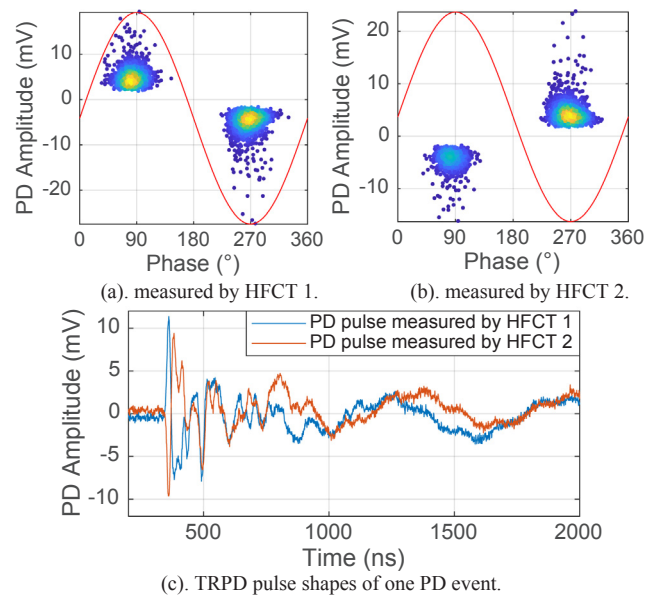 PD Amplitude (mV)
10
0
-10
-20
0
90
180
270
360
Phase (°)
(a). measured by HFCT 1.
PD Amplitude (mV)
20
10
0
-10
0
90
180
270
360
Phase (°)
(b). measured by HFCT 2.
PD Amplitude (mV)
10
5
0
-5
-10
PD pulse measured by HFCT 1
PD pulse measured by HFCT 2
500
1000
1500
2000
Time (ns)
(c). TRPD pulse shapes of one PD event.